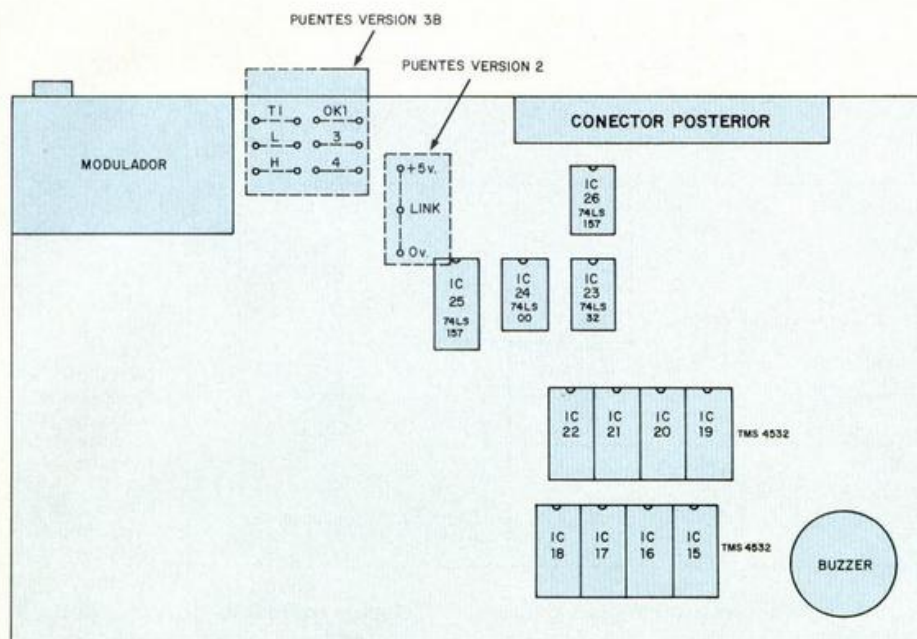 PUENTES VERSION 3B
PUENTES VERSION 2
MODULADOR
TI
OKI
L
3
H
4
+5v.
LINK
0v.
CONECTOR POSTERIOR
IC
26
74LS
157
IC
25
74LS
157
IC
24
74LS
00
IC
23
74LS
32
IC
22
IC
21
IC
20
IC
19
TMS 4532
IC
18
IC
17
IC
16
IC
15
TMS 4532
BUZZER